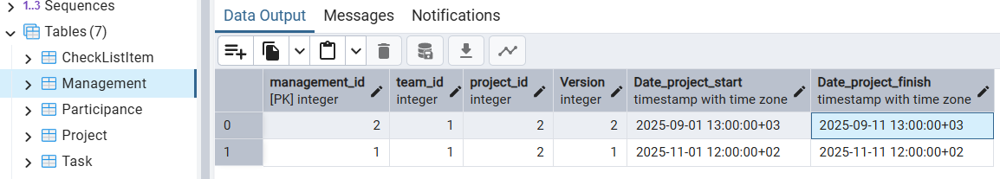 1..3 Sequences
Tables (7)
CheckListItem
Management
Participance
Project
Task
Data Output Messages Notifications
management_id team_id project_id Version Date_project_start Date_project_finish
[PK] integer integer integer integer timestamp with time zone timestamp with time zone
0 2 1 2 2 2025-09-01 13:00:00+03 2025-09-11 13:00:00+03
1 1 1 2 1 2025-11-01 12:00:00+02 2025-11-11 12:00:00+02